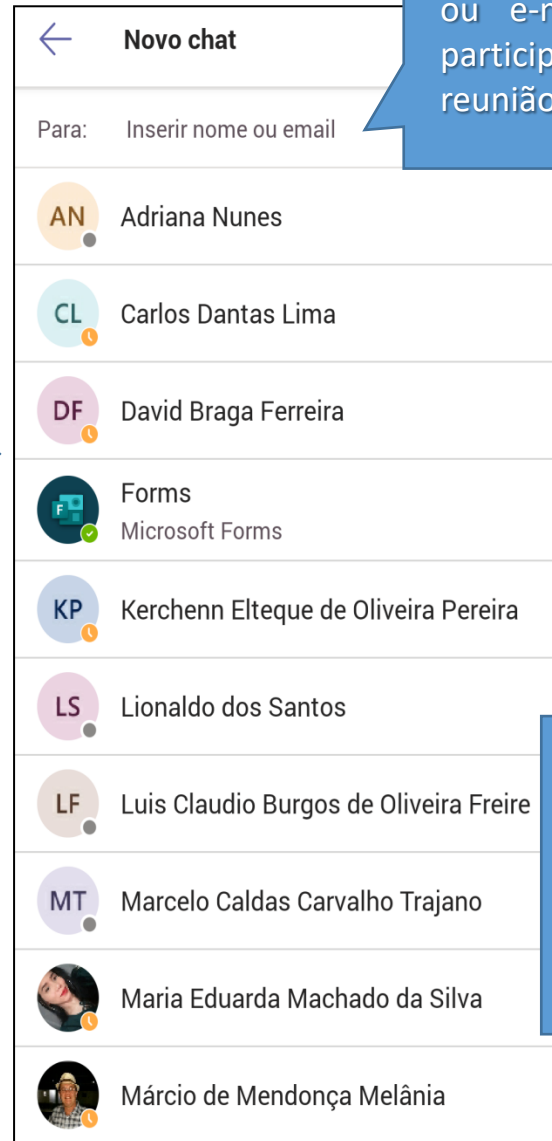 Novo chat
ou
particip
reunião
Para: Inserir nome ou email
AN Adriana Nunes
CL Carlos Dantas Lima
DF David Braga Ferreira
F Forms
Microsoft Forms
KP Kerchenn Elteque de Oliveira Pereira
LS Lionaldo dos Santos
LF Luis Claudio Burgos de Oliveira Freire
MT Marcelo Caldas Carvalho Trajano
Maria Eduarda Machado da Silva
Márcio de Mendonça Melânia